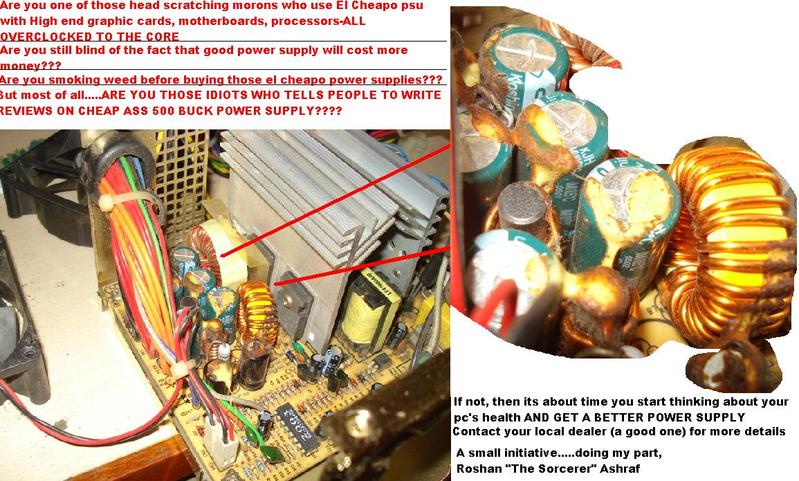 Are you one of those head scratching morons who use El Cheapo psu
with High end graphic cards, motherboards, processors-ALL
OVERCLOCKED TO THE CORE
Are you still blind of the fact that good power supply will cost more
money???
Are you smoking weed before buying those el cheapo power supplies???
But most of all.....ARE YOU THOSE IDIOTS WHO TELLS PEOPLE TO WRITE
REVIEWS ON CHEAP ASS 500 BUCK POWER SUPPLY????
If not, then its about time you start thinking about your
pc's health AND GET A BETTER POWER SUPPLY
Contact your local dealer (a good one) for more details
A small initiative.....doing my part,
Roshan "The Sorcerer" Ashraf